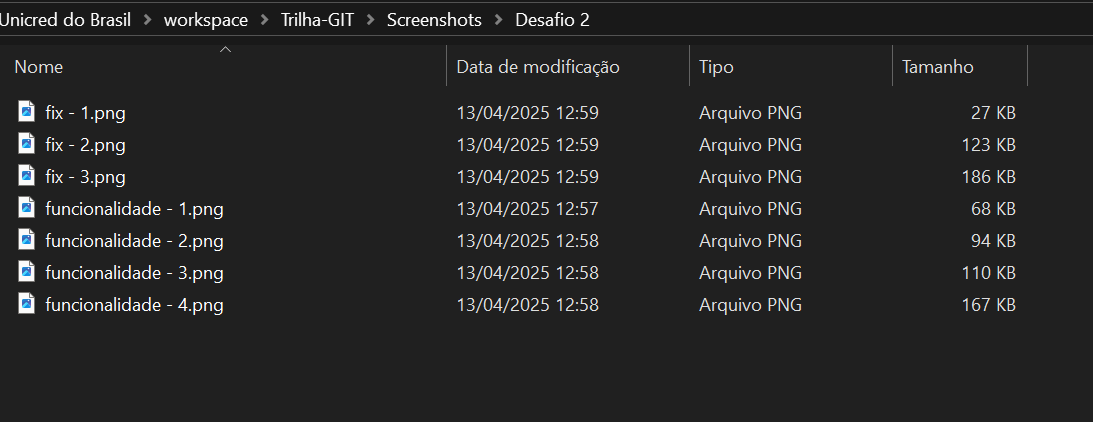 Unicred do Brasil > workspace > Trilha-GIT > Screenshots > Desafio 2
Nome Data de modificação Tipo Tamanho
fix - 1.png 13/04/2025 12:59 Arquivo PNG 27 KB
fix - 2.png 13/04/2025 12:59 Arquivo PNG 123 KB
fix - 3.png 13/04/2025 12:59 Arquivo PNG 186 KB
funcionalidade - 1.png 13/04/2025 12:57 Arquivo PNG 68 KB
funcionalidade - 2.png 13/04/2025 12:58 Arquivo PNG 94 KB
funcionalidade - 3.png 13/04/2025 12:58 Arquivo PNG 110 KB
funcionalidade - 4.png 13/04/2025 12:58 Arquivo PNG 167 KB